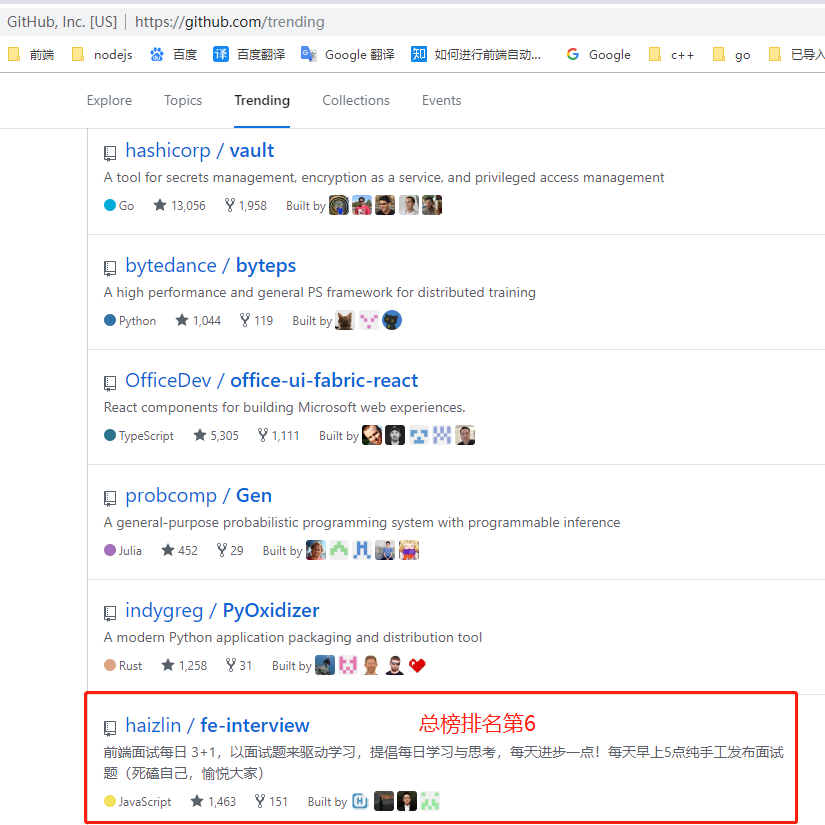 GitHub, Inc. [US] | https://github.com/trending
前端 nodejs 百度 译 百度翻译 Google 翻译 知 如何进行前端自动... Google c++ go 已导入
Explore Topics Trending Collections Events
hashicorp / vault
A tool for secrets management, encryption as a service, and privileged access management
Go 13,056 1,958 Built by
bytedance / byteps
A high performance and general PS framework for distributed training
Python 1,044 119 Built by
OfficeDev / office-ui-fabric-react
React components for building Microsoft web experiences.
TypeScript 5,305 1,111 Built by
probcomp / Gen
A general-purpose probabilistic programming system with programmable inference
Julia 452 29 Built by
indygreg / PyOxidizer
A modern Python application packaging and distribution tool
Rust 1,258 31 Built by
haizlin / fe-interview 总榜排名第6
前端面试每日 3+1，以面试题来驱动学习，提倡每日学习与思考，每天进步一点！每天早上5点纯手工发布面试
题（死磕自己，愉悦大家）
JavaScript 1,463 151 Built by